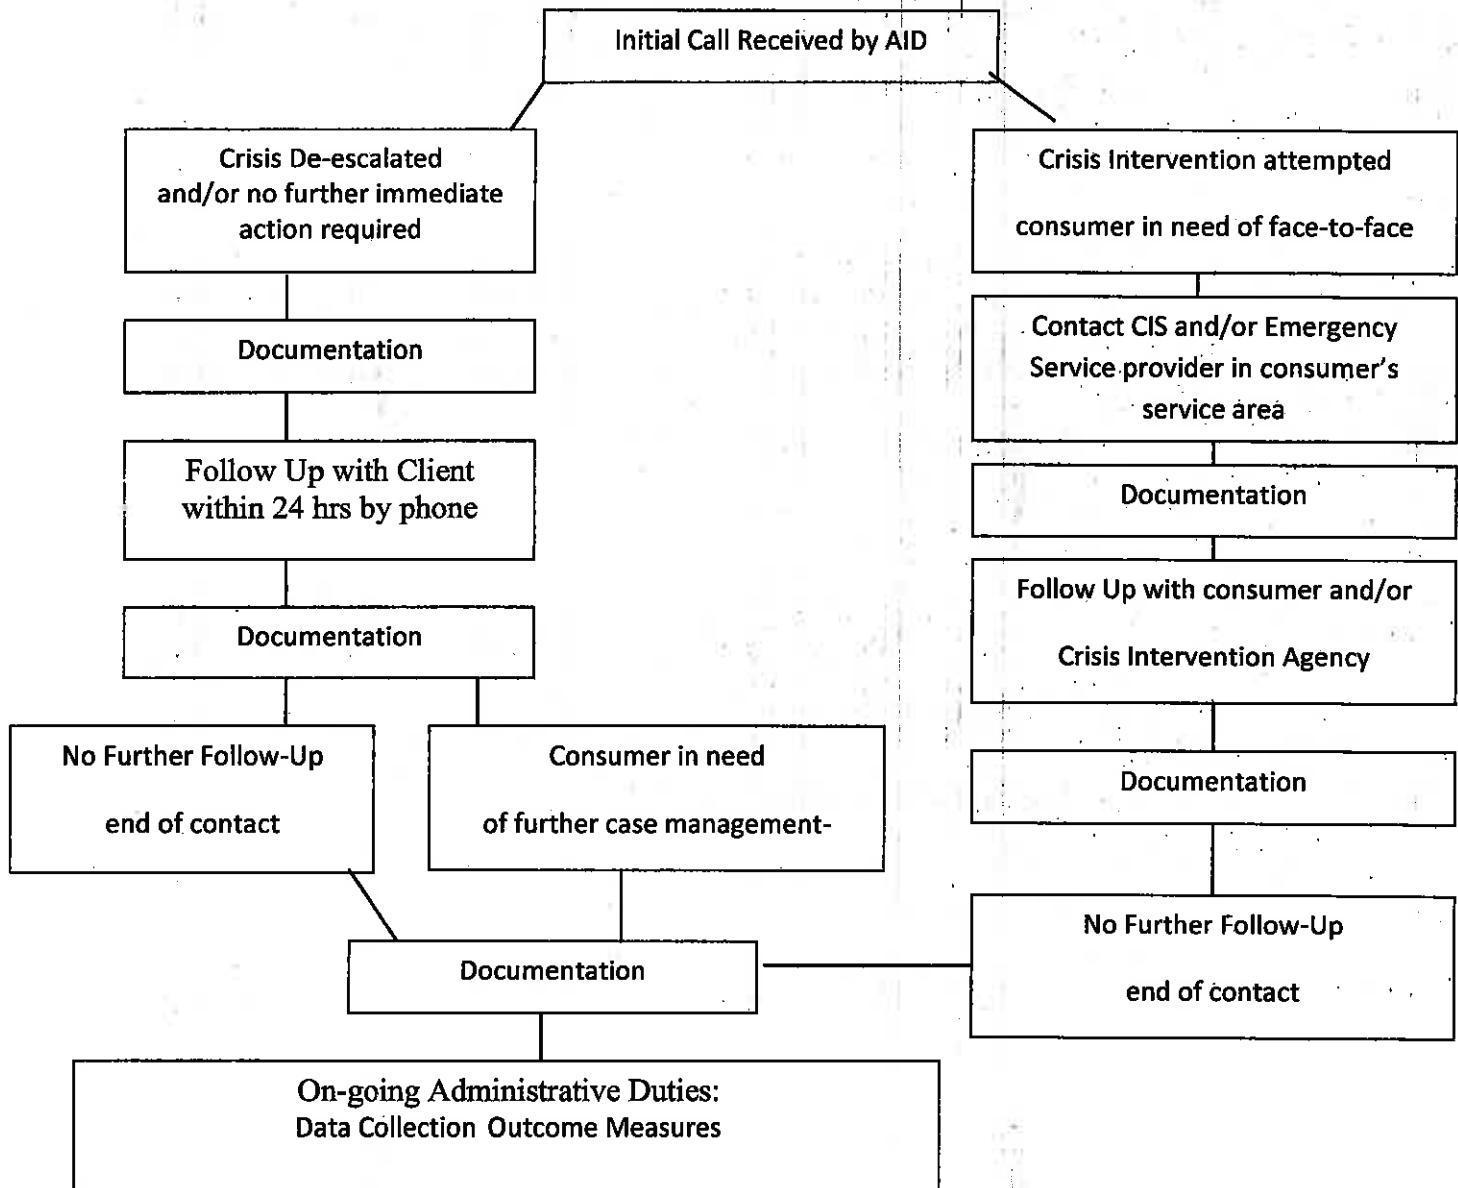 Initial Call Received by AID
Crisis De-escalated
and/or no further immediate
action required
Documentation
Follow Up with Client
within 24 hrs by phone
Documentation
No Further Follow-Up
end of contact
Consumer in need
of further case management-
Crisis Intervention attempted
consumer in need of face-to-face
Contact CIS and/or Emergency
Service provider in consumer's
service area
Documentation
Follow Up with consumer and/or
Crisis Intervention Agency
Documentation
No Further Follow-Up
end of contact
Documentation
On-going Administrative Duties:
Data Collection Outcome Measures